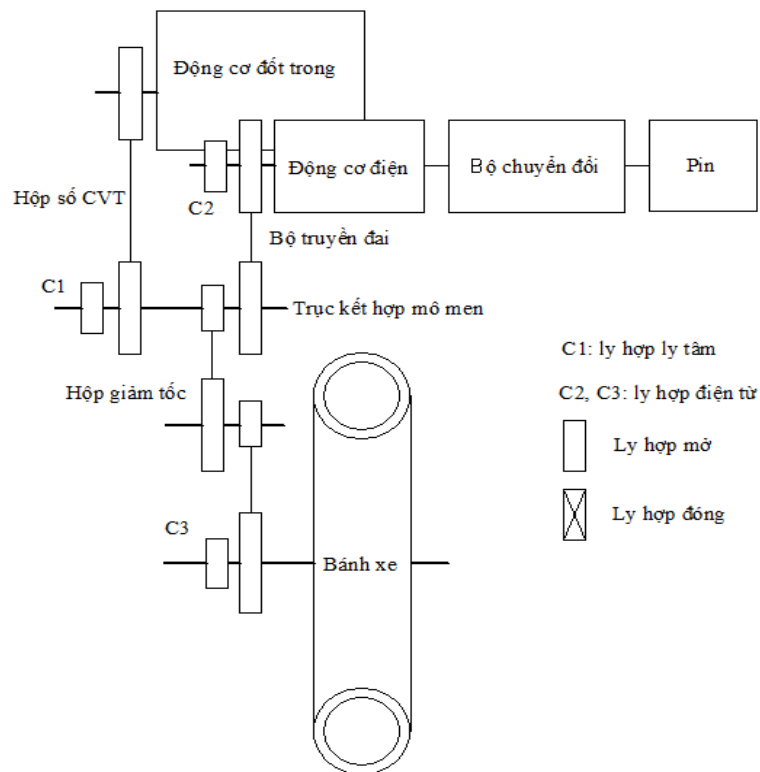 Động cơ đốt trong
Động cơ điện
Bộ chuyển đổi
Pin
Hộp số CVT
C2
Bộ truyền đai
C1
Trục kết hợp mô men
C1: ly hợp ly tâm
Hộp giảm tốc
C2, C3: ly hợp điện từ
Ly hợp mở
Ly hợp đóng
C3
Bánh xe